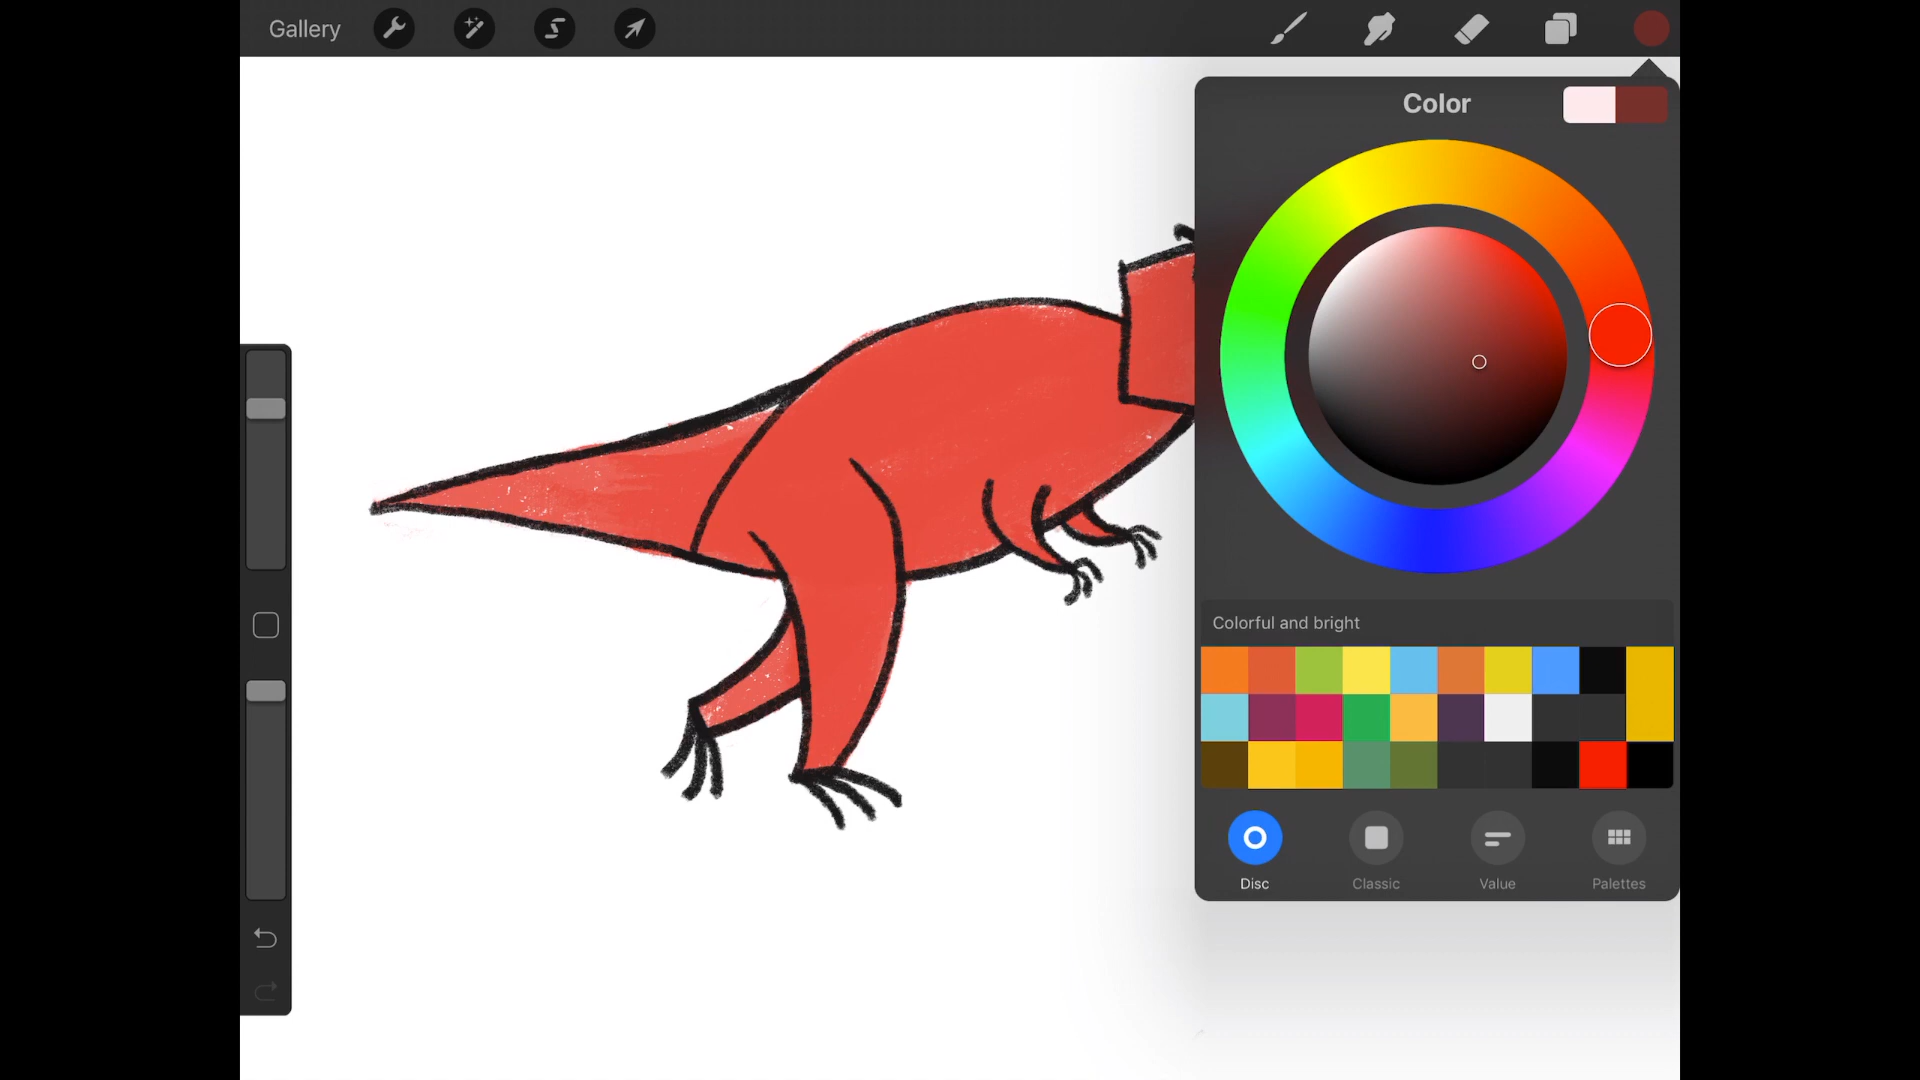 Gallery
Color
Colorful and bright
Disc
Classic
Value
Palettes